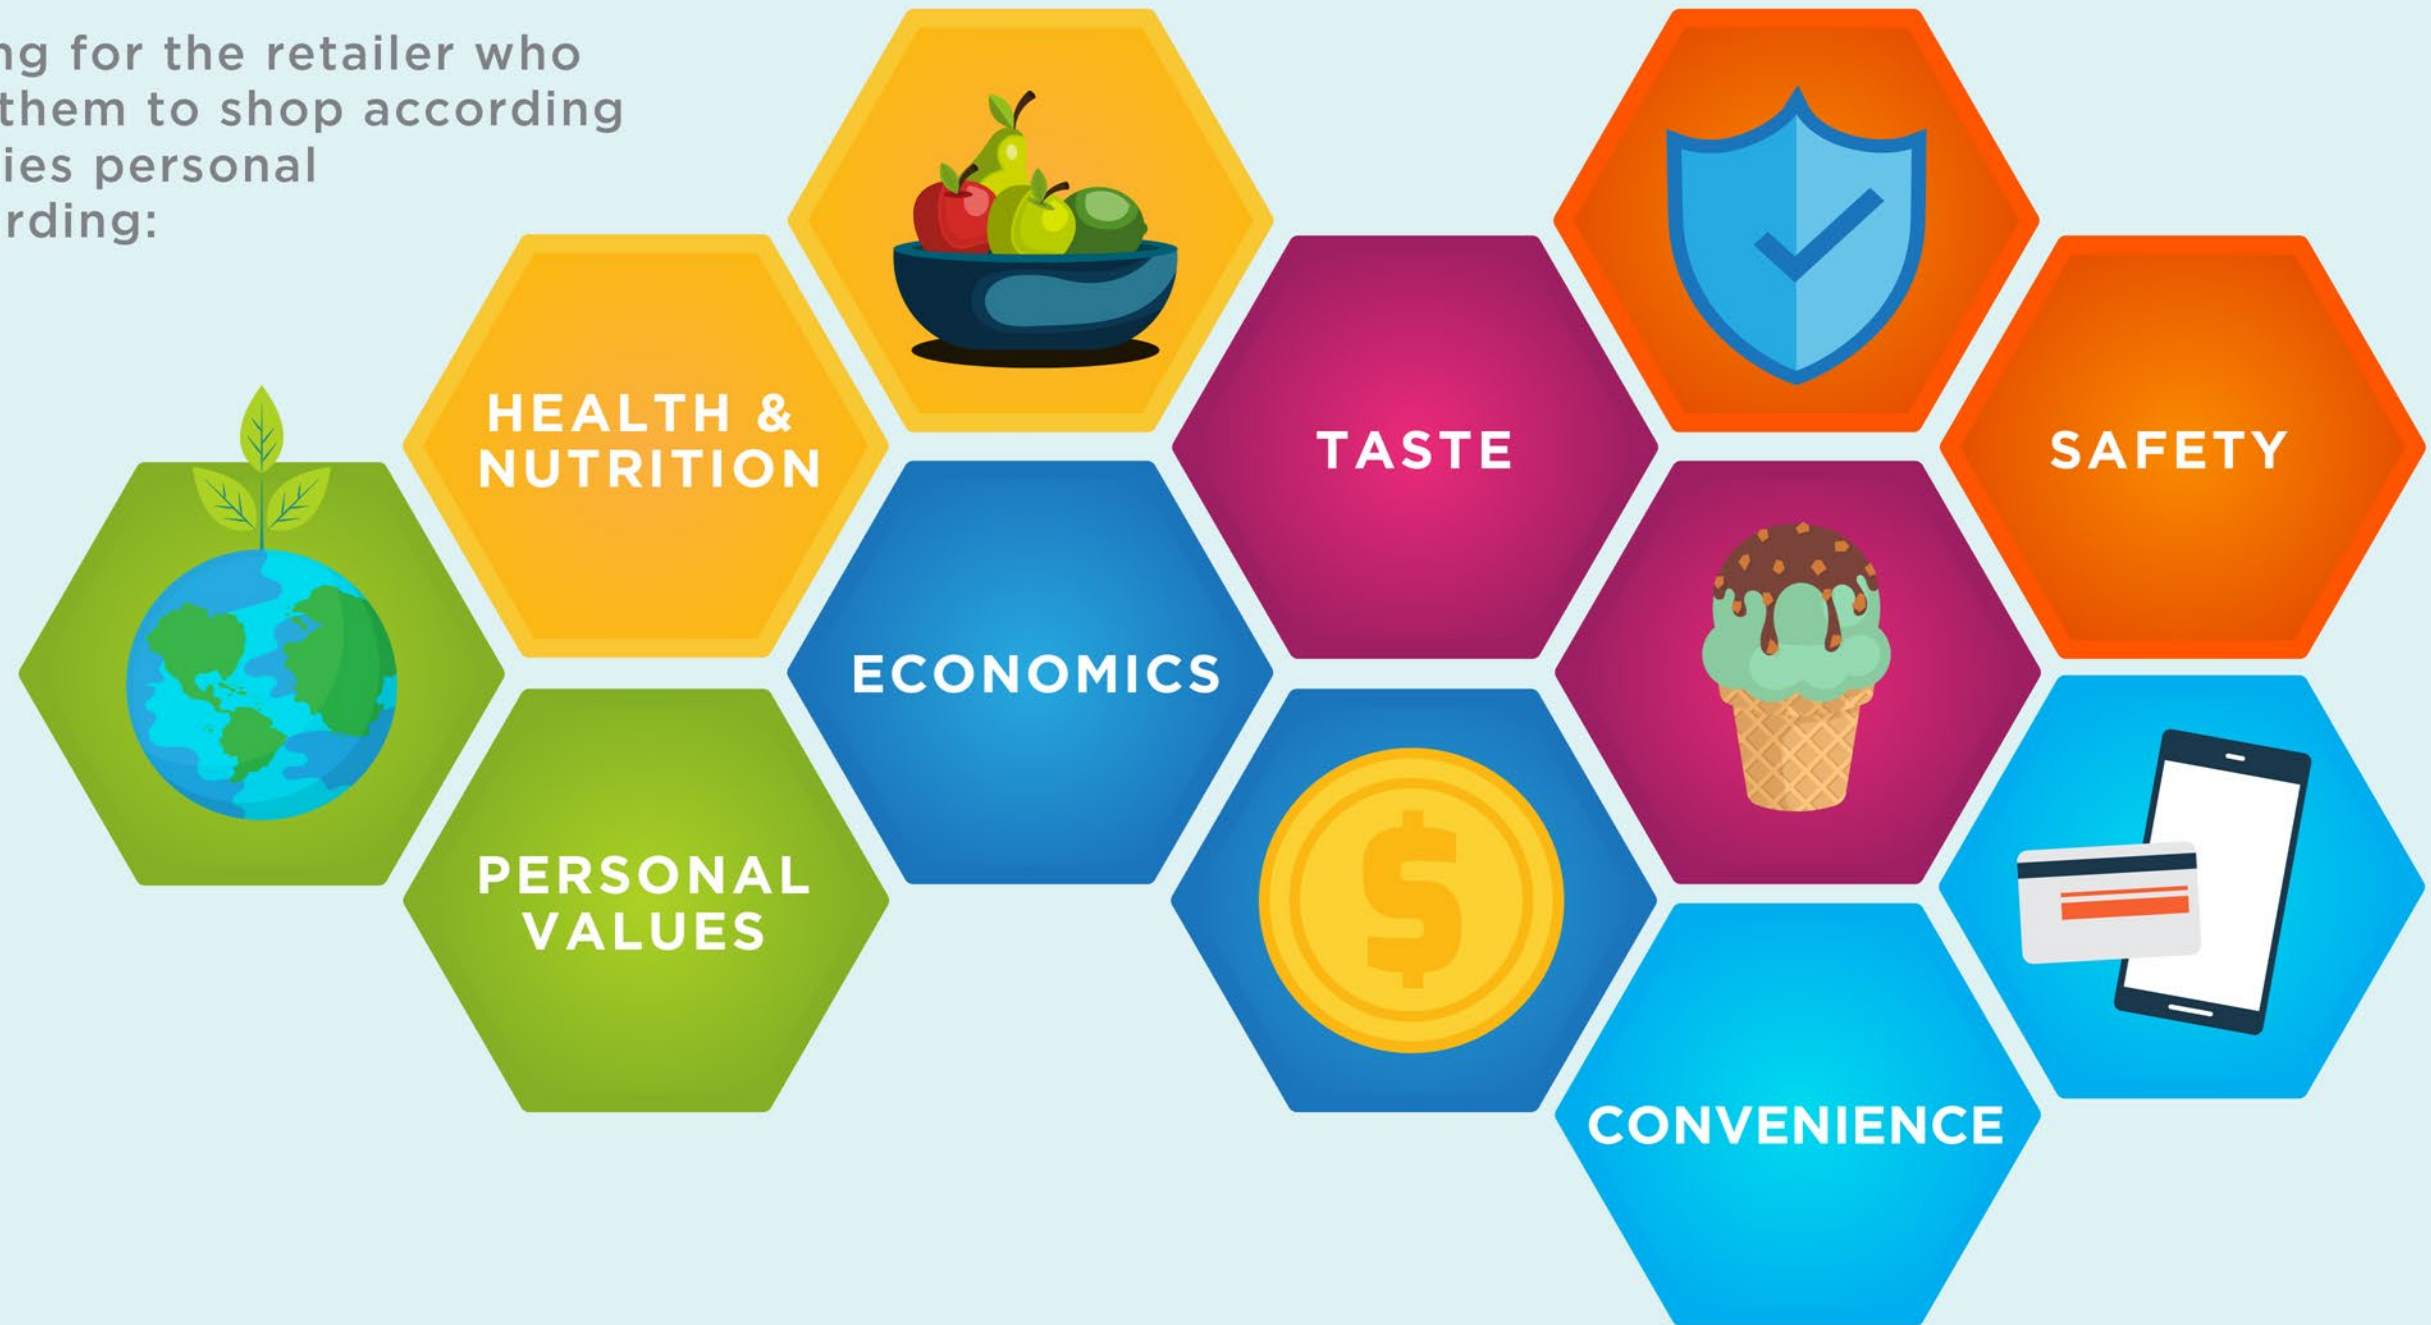 ng for the retailer who
them to shop according
ies personal
rding:
HEALTH &
NUTRITION
TASTE
SAFETY
ECONOMICS
PERSONAL
VALUES
CONVENIENCE
$